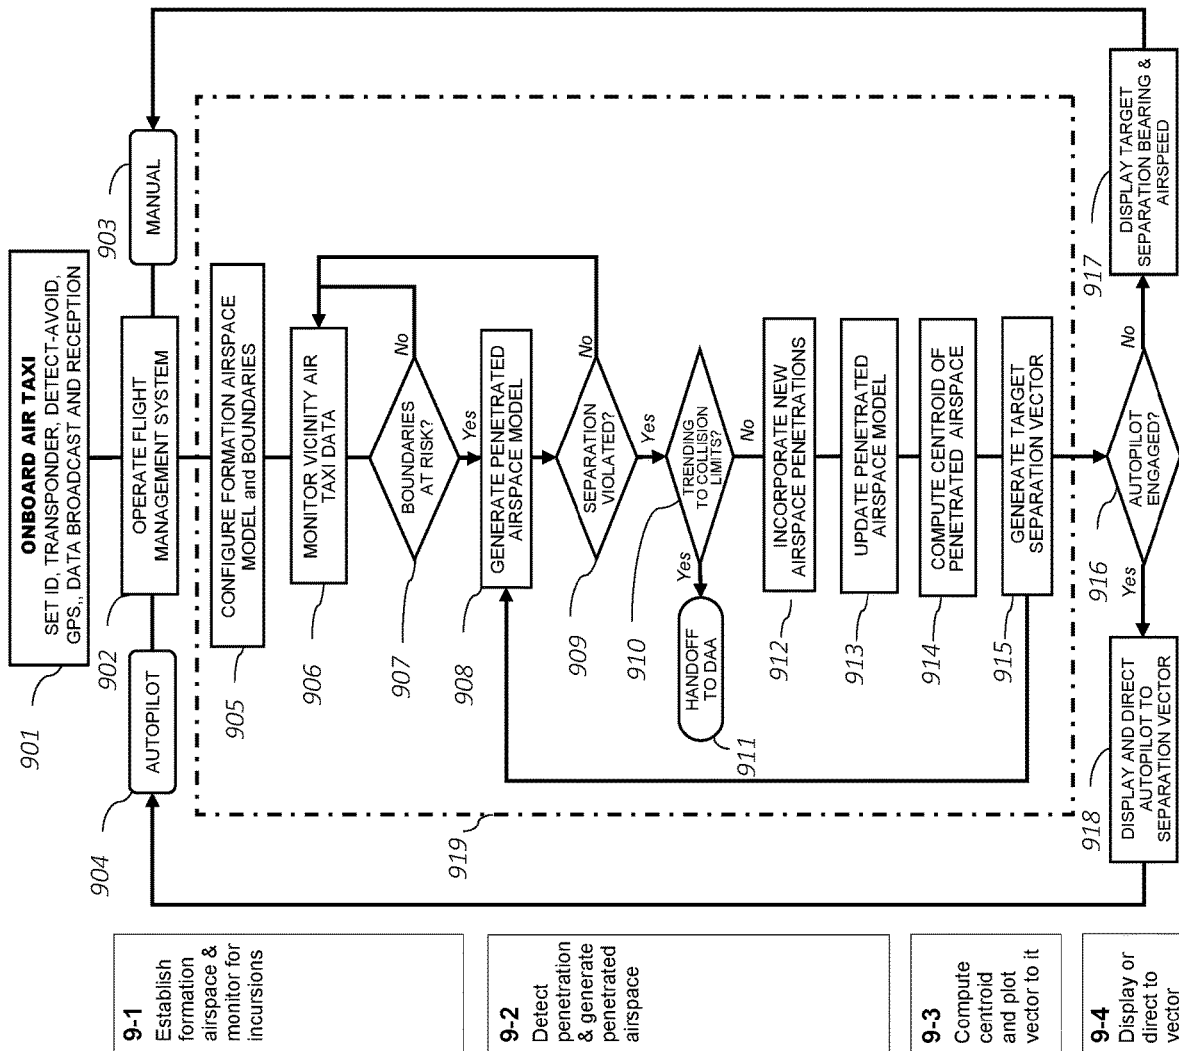 ONBOARD AIR TAXI
SET ID, TRANSPONDER, DETECT-AVOID,
GPS,, DATA BROADCAST AND RECEPTION
901
OPERATE FLIGHT
MANAGEMENT SYSTEM
902
MANUAL
903
AUTOPILOT
904
CONFIGURE FORMATION AIRSPACE
MODEL and BOUNDARIES
905
MONITOR VICINITY AIR
TAXI DATA
906
BOUNDARIES
AT RISK?
907
No
Yes
GENERATE PENETRATED
AIRSPACE MODEL
908
SEPARATION
VIOLATED?
909
No
Yes
TRENDING
TO COLLISION
LIMITS?
910
Yes
No
HANDOFF
TO DAA
911
INCORPORATE NEW
AIRSPACE PENETRATIONS
912
UPDATE PENETRATED
AIRSPACE MODEL
913
COMPUTE CENTROID OF
PENETRATED AIRSPACE
914
GENERATE TARGET
SEPARATION VECTOR
915
919
AUTOPILOT
ENGAGED?
916
Yes
No
DISPLAY TARGET
SEPARATION BEARING &
AIRSPEED
917
DISPLAY AND DIRECT
AUTOPILOT TO
SEPARATION VECTOR
918
9-1
Establish
formation
airspace &
monitor for
incursions
9-2
Detect
penetration
& generate
penetrated
airspace
9-3
Compute
centroid
and plot
vector to it
9-4
Display or
direct to
vector